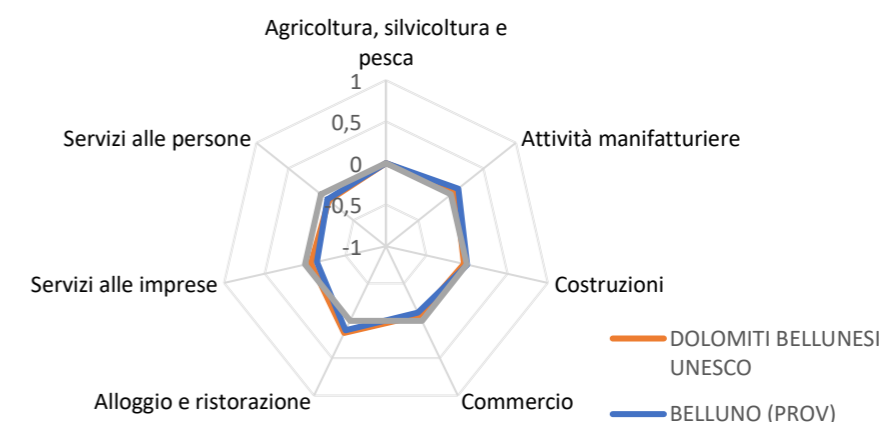 Agricoltura, silvicoltura e
pesca
1
0,5
0
-0,5
-1
Servizi alle persone
Attività manifatturiere
Servizi alle imprese
Costruzioni
Alloggio e ristorazione
Commercio
DOLOMITI BELLUNESI
UNESCO
BELLUNO (PROV)